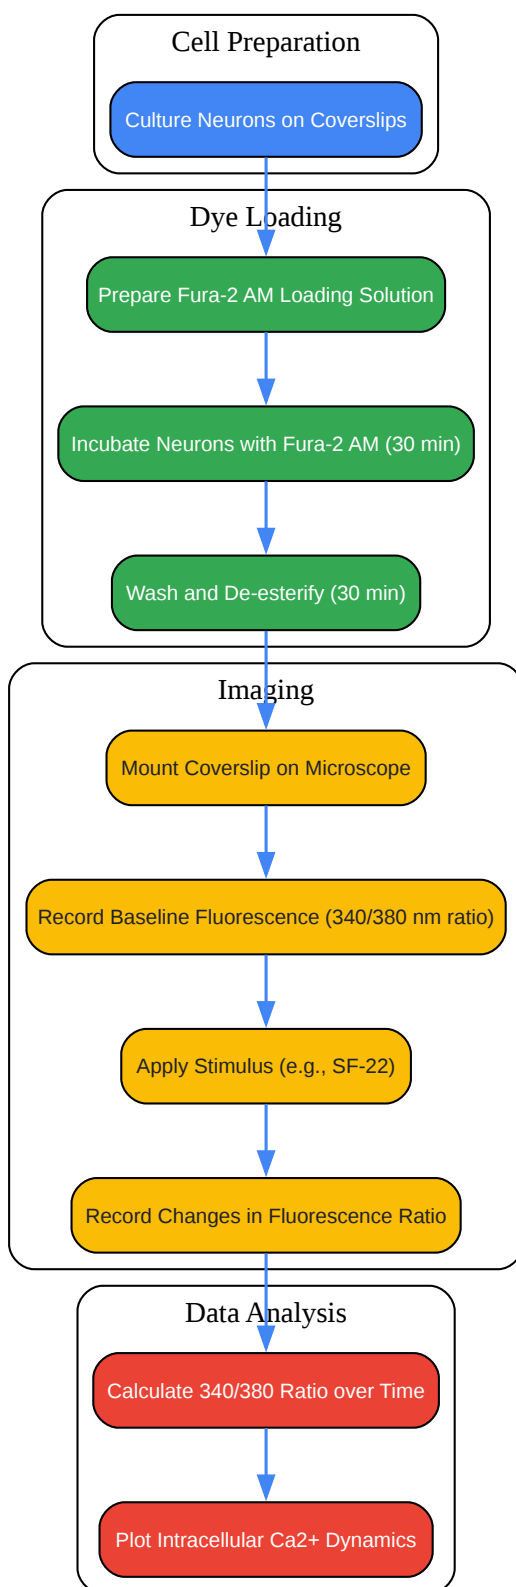 Cell Preparation
Culture Neurons on Coverslips
Dye Loading
Prepare Fura-2 AM Loading Solution
Incubate Neurons with Fura-2 AM (30 min)
Wash and De-esterify (30 min)
Imaging
Mount Coverslip on Microscope
Record Baseline Fluorescence (340/380 nm ratio)
Apply Stimulus (e.g., SF-22)
Record Changes in Fluorescence Ratio
Data Analysis
Calculate 340/380 Ratio over Time
Plot Intracellular Ca2+ Dynamics